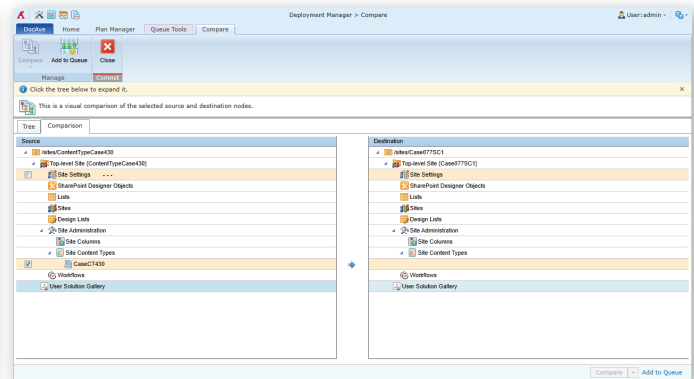 Deployment Manager > Compare
User:admin
DocAve Home Plan Manager Queue Tools Compare
Compare Add to Queue Close
Manage Commit
Click the tree below to expand it.
This is a visual comparison of the selected source and destination nodes.
Tree Comparison
Source
/sites/ContentTypeCase430
Top-level Site {ContentTypeCase430}
Site Settings ...
SharePoint Designer Objects
Lists
Sites
Design Lists
Site Administration
Site Columns
Site Content Types
CaseCT430
Workflows
User Solution Gallery
Destination
/sites/Case077SC1
Top-level Site {Case077SC1}
Site Settings
SharePoint Designer Objects
Lists
Sites
Design Lists
Site Administration
Site Columns
Site Content Types
Workflows
User Solution Gallery
Compare Add to Queue